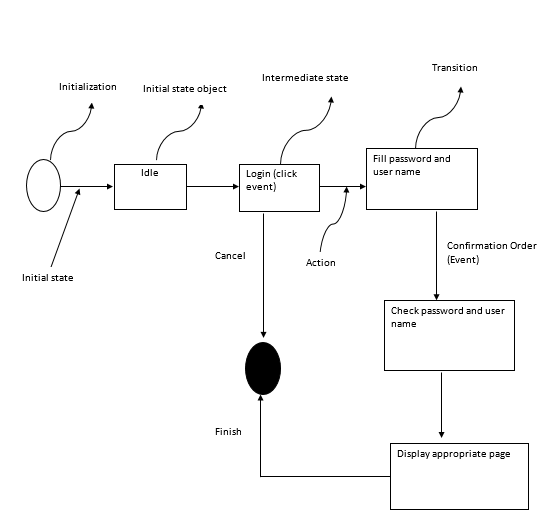 Transition
Intermediate state
Initialization
Initial state object
Fill password and
user name
Idle
Login (click
event)
Confirmation Order
(Event)
Cancel
Action
Initial state
Check password and user
name
Finish
Display appropriate page